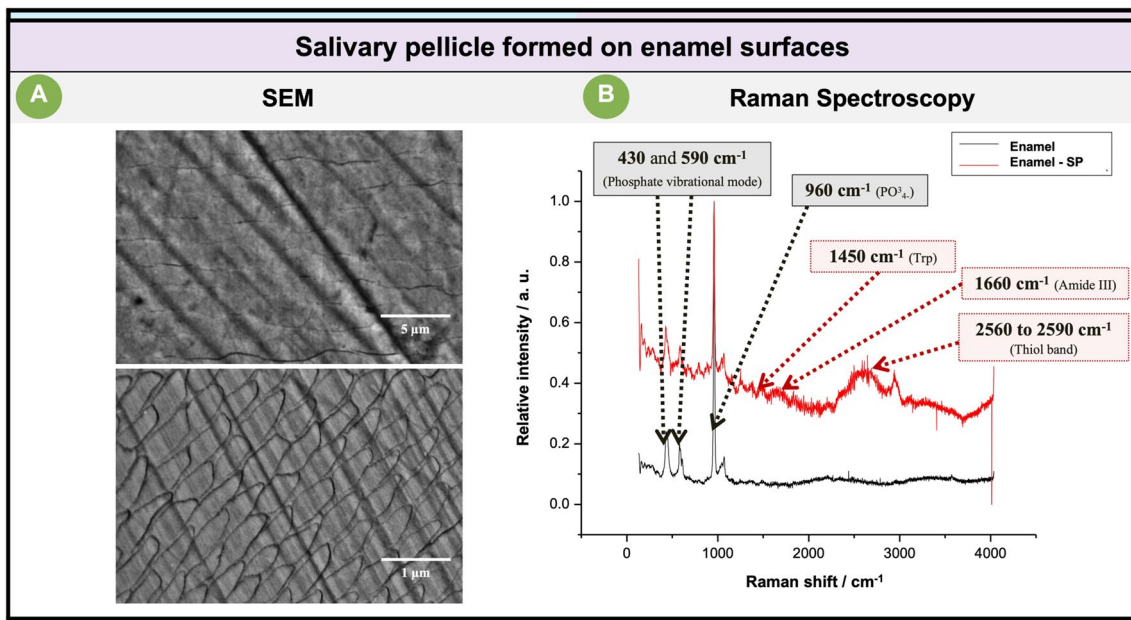 Salivary pellicle formed on enamel surfaces
A
SEM
B
Raman Spectroscopy
5 µm
1 µm
Enamel
Enamel - SP
430 and 590 cm⁻¹
(Phosphate vibrational mode)
960 cm⁻¹ (PO³₄₋)
1450 cm⁻¹ (Trp)
1660 cm⁻¹ (Amide III)
2560 to 2590 cm⁻¹
(Thiol band)
Relative intensity / a. u.
1.0
0.8
0.6
0.4
0.2
0.0
0
1000
2000
3000
4000
Raman shift / cm⁻¹